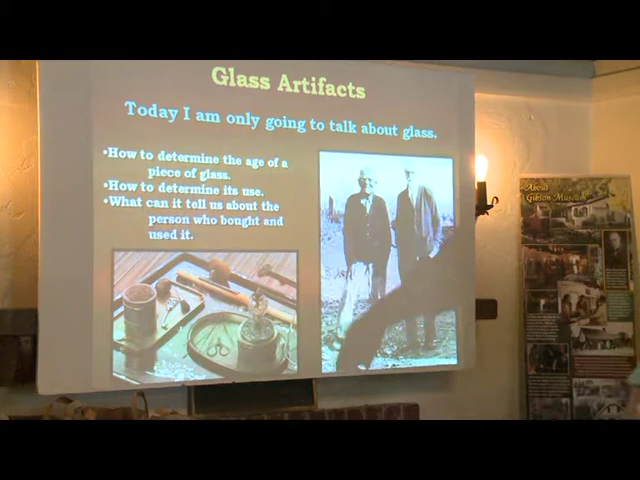 Glass Artifacts
Today I am only going to talk about glass.
•How to determine the age of a
piece of glass.
•How to determine its use.
•What can it tell us about the
person who bought and
used it.
About
Gibson Museum